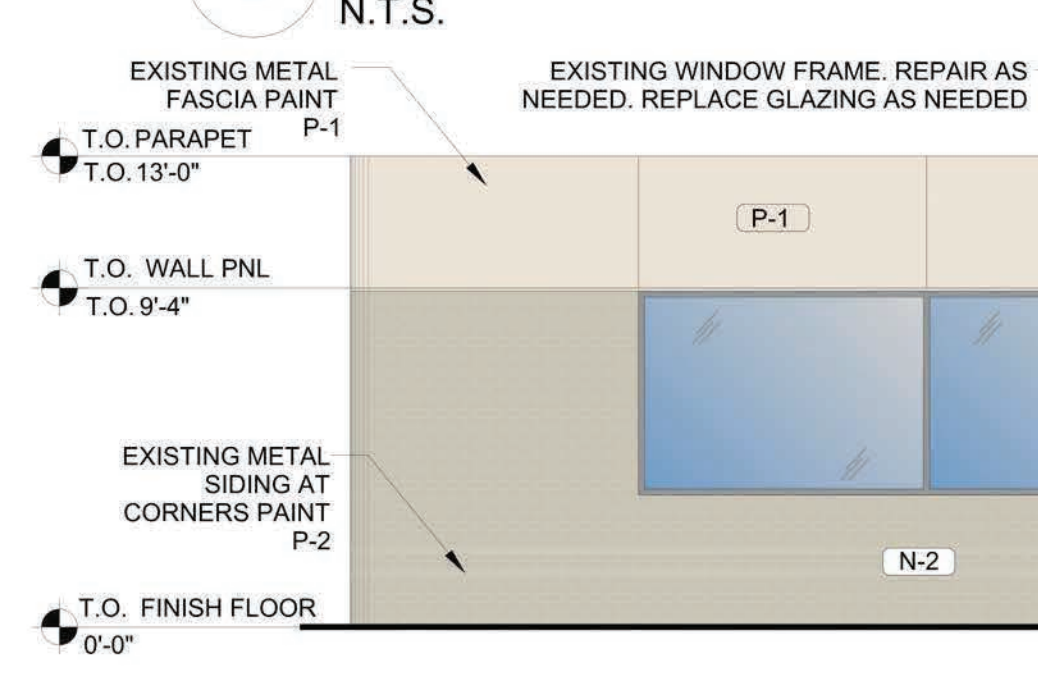 N.T.S.
EXISTING METAL
FASCIA PAINT
P-1
EXISTING WINDOW FRAME. REPAIR AS
NEEDED. REPLACE GLAZING AS NEEDED
T.O. PARAPET
T.O. 13'-0"
P-1
T.O. WALL PNL
T.O. 9'-4"
EXISTING METAL
SIDING AT
CORNERS PAINT
P-2
N-2
T.O. FINISH FLOOR
0'-0"